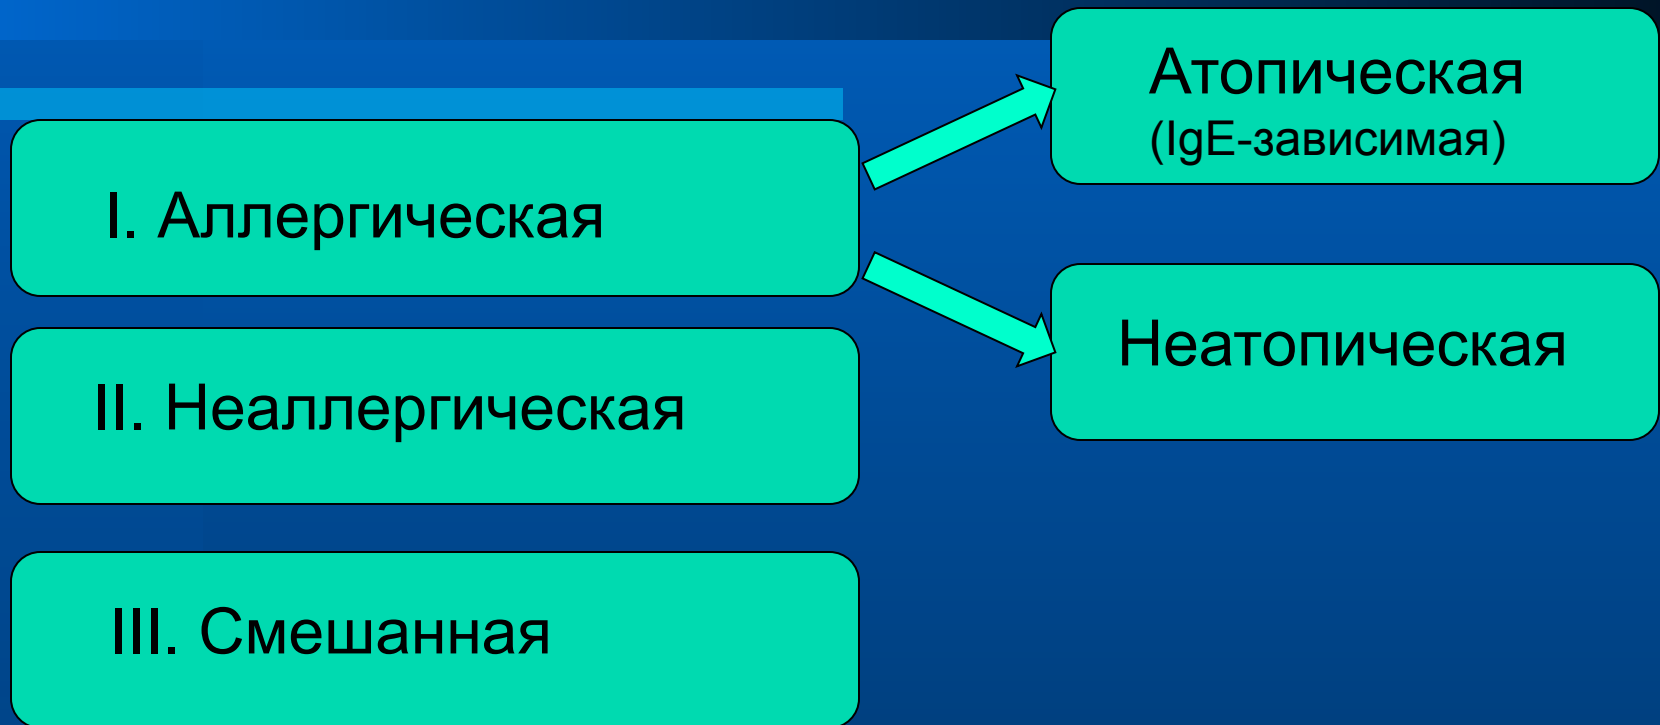 I. Аллергическая
II. Неаллергическая
III. Смешанная
Атопическая
(IgE-зависимая)
Неатопическая